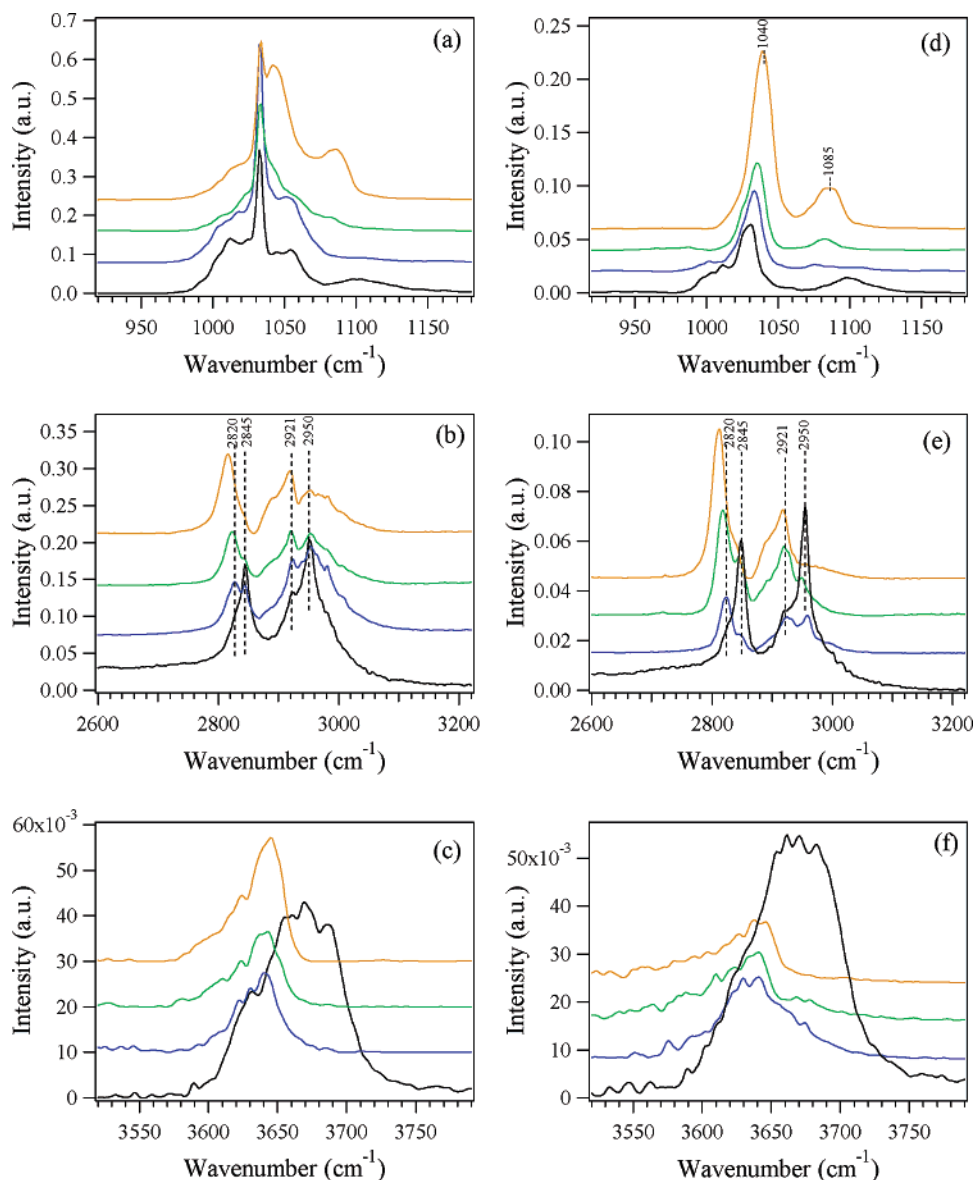 (a)
0.7
0.6
0.5
0.4
0.3
0.2
0.1
0.0
Intensity (a.u.)
950 1000 1050 1100 1150
Wavenumber (cm⁻¹)
(d)
1040
1085
0.25
0.20
0.15
0.10
0.05
0.00
Intensity (a.u.)
950 1000 1050 1100 1150
Wavenumber (cm⁻¹)
(b)
2820 2845 2921 2950
0.35
0.30
0.25
0.20
0.15
0.10
0.05
0.00
Intensity (a.u.)
2600 2800 3000 3200
Wavenumber (cm⁻¹)
(e)
2820 2845 2921 2950
0.10
0.08
0.06
0.04
0.02
0.00
Intensity (a.u.)
2600 2800 3000 3200
Wavenumber (cm⁻¹)
(c)
60x10⁻³
50
40
30
20
10
0
Intensity (a.u.)
3550 3600 3650 3700 3750
Wavenumber (cm⁻¹)
(f)
50x10⁻³
40
30
20
10
0
Intensity (a.u.)
3550 3600 3650 3700 3750
Wavenumber (cm⁻¹)